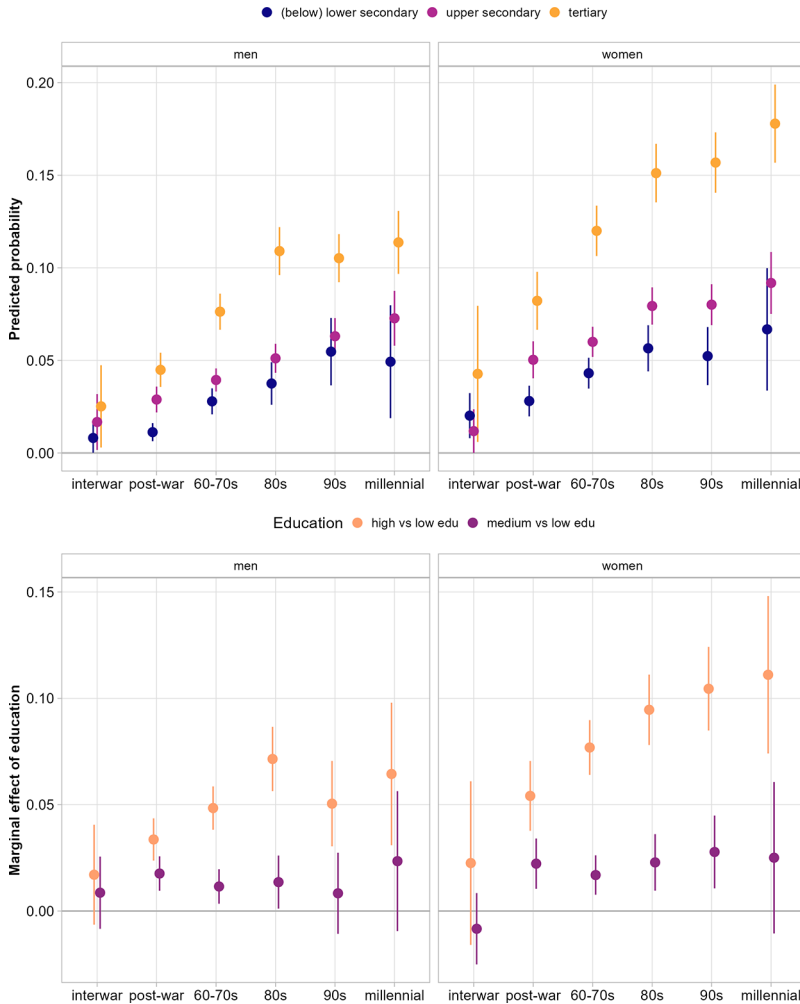 (below) lower secondary upper secondary tertiary
men women
Predicted probability
0.20
0.15
0.10
0.05
0.00
interwar post-war 60-70s 80s 90s millennial interwar post-war 60-70s 80s 90s millennial
Education high vs low edu medium vs low edu
men women
Marginal effect of education
0.15
0.10
0.05
0.00
interwar post-war 60-70s 80s 90s millennial interwar post-war 60-70s 80s 90s millennial